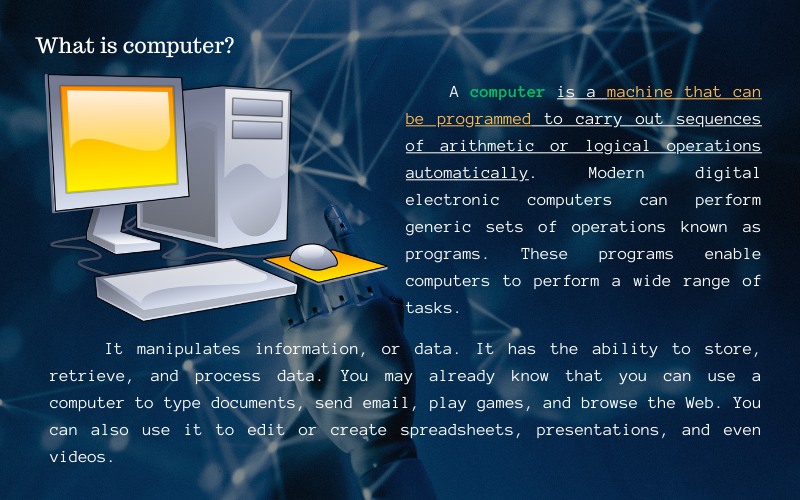 What is computer?
A computer is a machine that can
be programmed to carry out sequences
of arithmetic or logical operations
automatically. Modern digital
electronic computers can perform
generic sets of operations known as
programs. These programs enable
computers to perform a wide range of
tasks.
It manipulates information, or data. It has the ability to store,
retrieve, and process data. You may already know that you can use a
computer to type documents, send email, play games, and browse the Web. You
can also use it to edit or create spreadsheets, presentations, and even
videos.